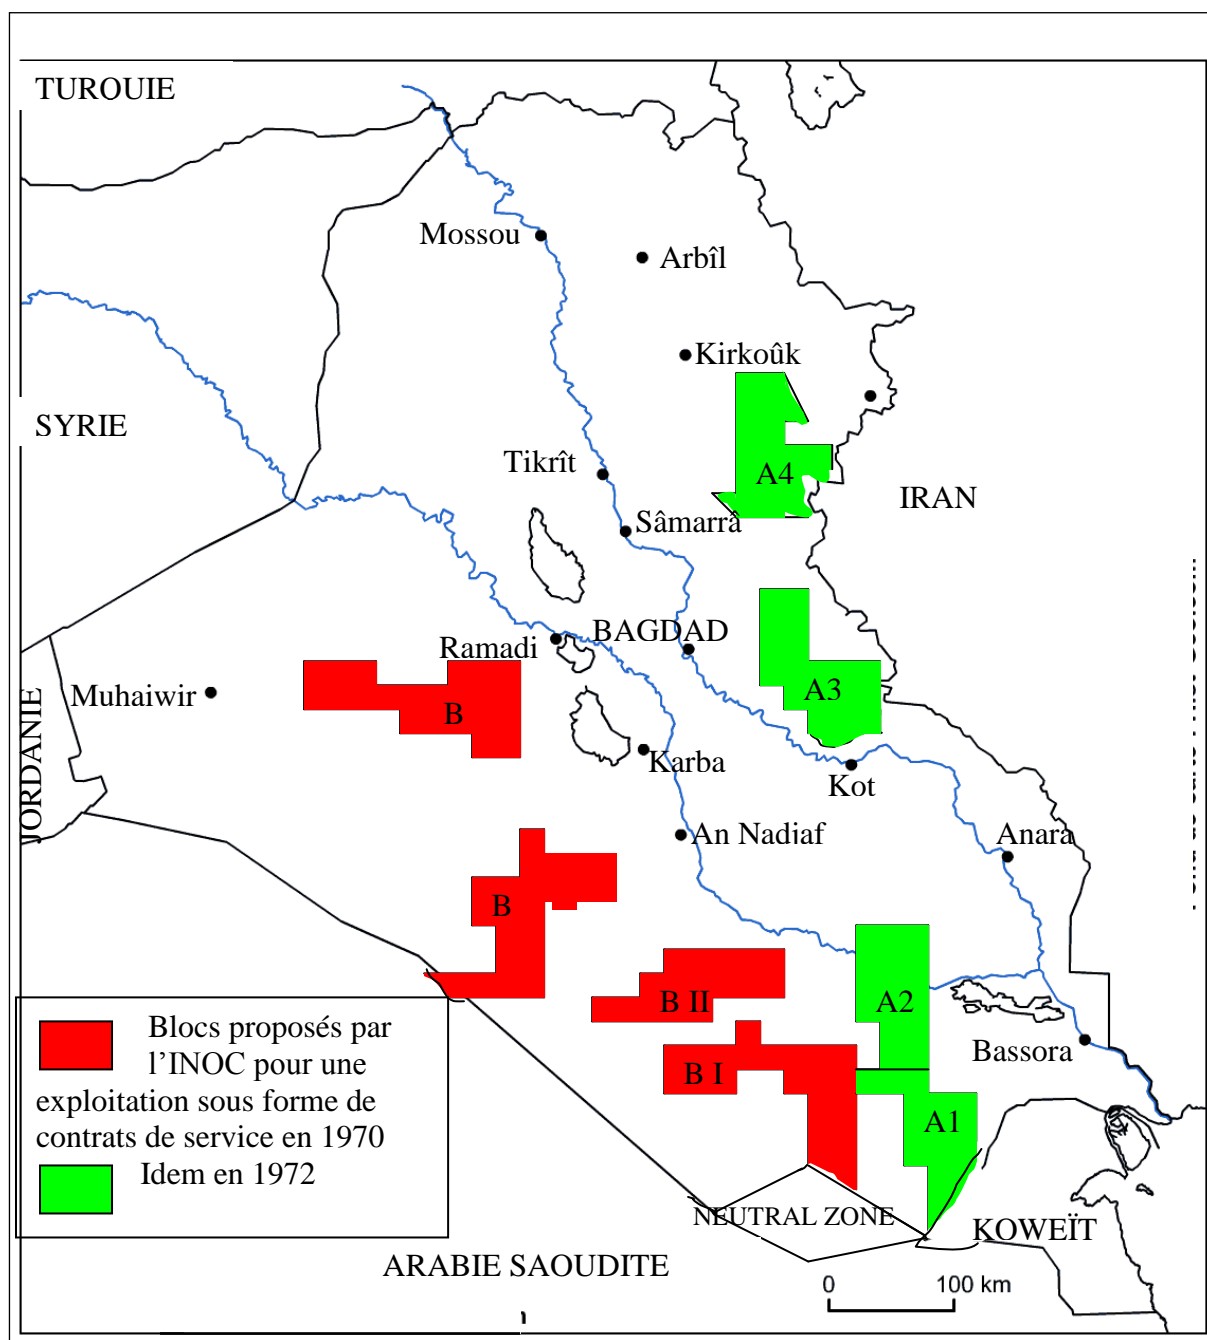 TUROUIE
Mossou
Arbîl
Kirkoûk
SYRIE
Tikrît
A4
IRAN
Sâmarrâ
BAGDAD
Ramadi
Muhaiwir
A3
B
JORDANIE
Karba
Kot
An Nadiaf
Anara
B
B II
A2
Bassora
B I
A1
Blocs proposés par
l'INOC pour une
exploitation sous forme de
contrats de service en 1970
Idem en 1972
NEUTRAL ZONE
KOWEÏT
ARABIE SAOUDITE
0 100 km